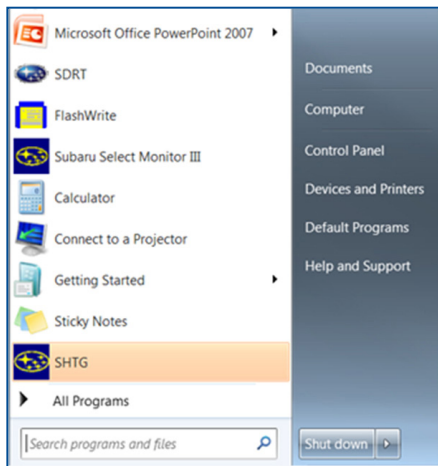 Microsoft Office PowerPoint 2007
SDRT
FlashWrite
Subaru Select Monitor III
Calculator
Connect to a Projector
Getting Started
Sticky Notes
SHTG
All Programs
Search programs and files
Documents
Computer
Control Panel
Devices and Printers
Default Programs
Help and Support
Shut down